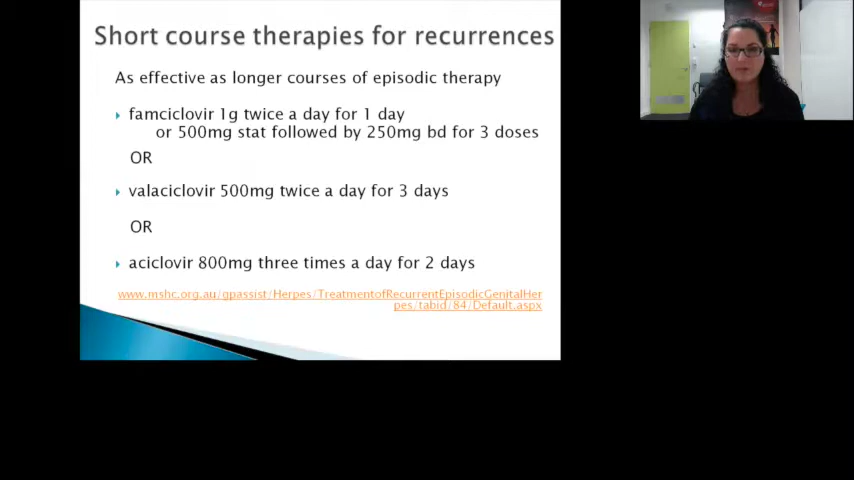 Short course therapies for recurrences
As effective as longer courses of episodic therapy
famciclovir 1g twice a day for 1 day
or 500mg stat followed by 250mg bd for 3 doses
OR
valaciclovir 500mg twice a day for 3 days
OR
aciclovir 800mg three times a day for 2 days
www.mshc.org.au/gpassist/Herpes/TreatmentofRecurrentEpisodicGenitalHer
pes/tabid/84/Default.aspx